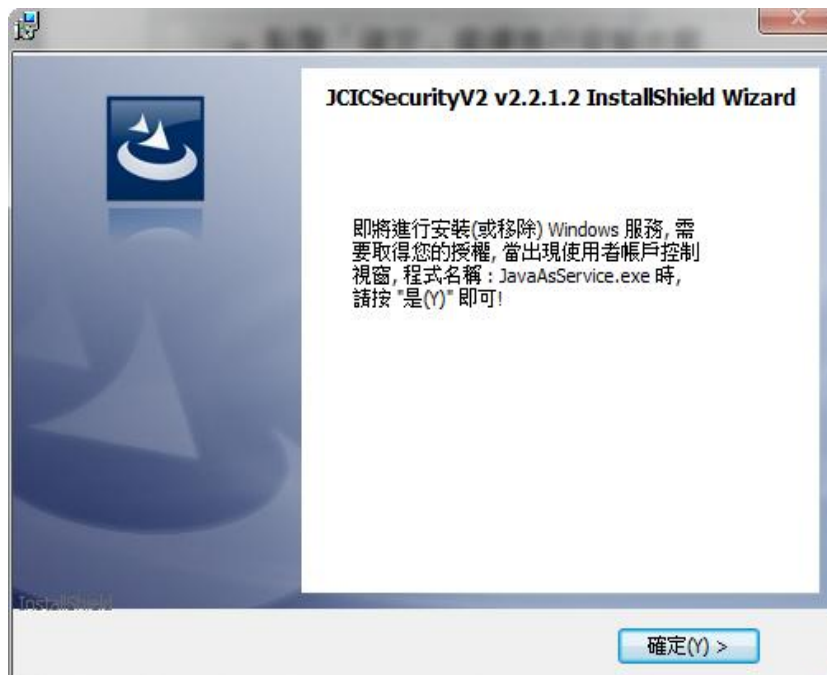 JCICSecurityV2 v2.2.1.2 InstallShield Wizard
即將進行安裝(或移除) Windows 服務, 需
要取得您的授權, 當出現使用者帳戶控制
視窗, 程式名稱 : JavaAsService.exe 時,
請按 "是(Y)" 即可!
InstallShield
確定(Y) >